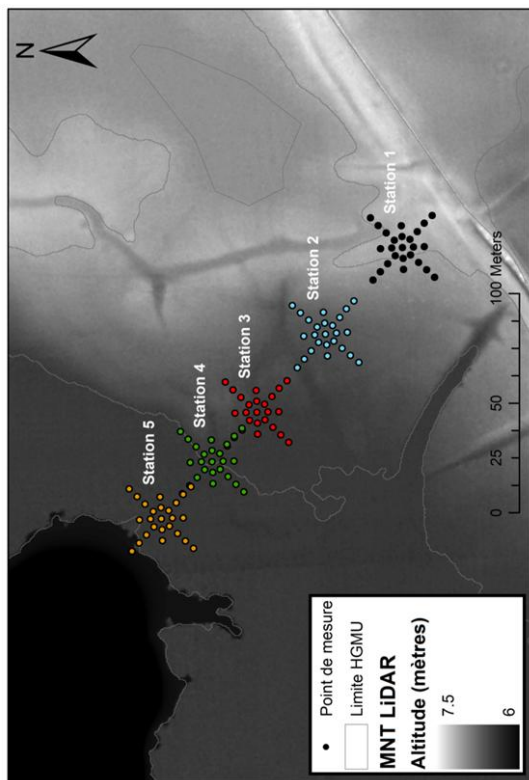 N
Station 1
Station 2
Station 3
Station 4
Station 5
0 25 50 100 Meters
Point de mesure
Limite HGMU
MNT LiDAR
Altitude (mètres)
7.5
6